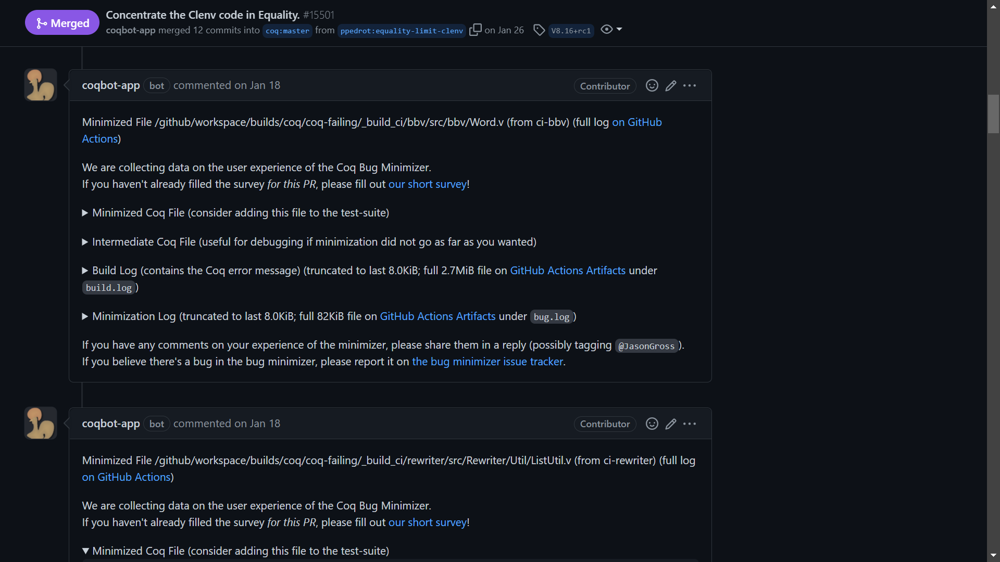 Merged
Concentrate the Clenv code in Equality. #15501
coqbot-app merged 12 commits into coq:master from ppedrot:equality-limit-clenv on Jan 26 V8.16+rc1
coqbot-app bot commented on Jan 18 Contributor
Minimized File /github/workspace/builds/coq/coq-failing/_build_ci/bbv/src/bbv/Word.v (from ci-bbv) (full log on GitHub
Actions)
We are collecting data on the user experience of the Coq Bug Minimizer.
If you haven't already filled the survey for this PR, please fill out our short survey!
Minimized Coq File (consider adding this file to the test-suite)
Intermediate Coq File (useful for debugging if minimization did not go as far as you wanted)
Build Log (contains the Coq error message) (truncated to last 8.0KiB; full 2.7MiB file on GitHub Actions Artifacts under
build.log)
Minimization Log (truncated to last 8.0KiB; full 82KiB file on GitHub Actions Artifacts under bug.log)
If you have any comments on your experience of the minimizer, please share them in a reply (possibly tagging @JasonGross).
If you believe there's a bug in the bug minimizer, please report it on the bug minimizer issue tracker.
coqbot-app bot commented on Jan 18 Contributor
Minimized File /github/workspace/builds/coq/coq-failing/_build_ci/rewriter/src/Rewriter/Util/ListUtil.v (from ci-rewriter) (full log
on GitHub Actions)
We are collecting data on the user experience of the Coq Bug Minimizer.
If you haven't already filled the survey for this PR, please fill out our short survey!
Minimized Coq File (consider adding this file to the test-suite)